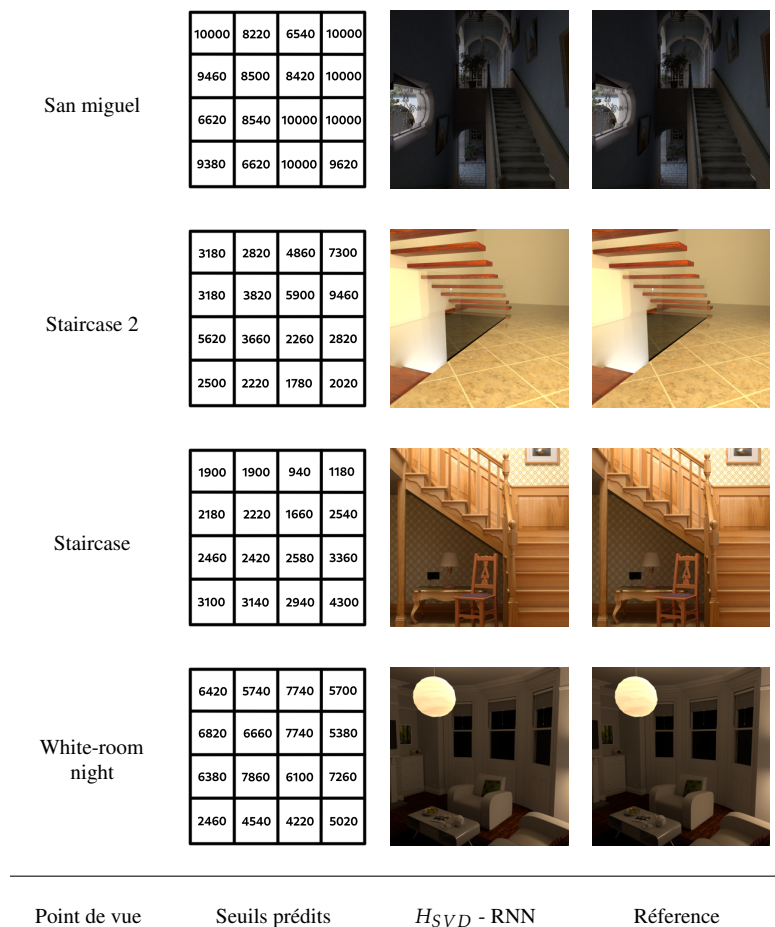 10000 8220 6540 10000
9460 8500 8420 10000
San miguel
6620 8540 10000 10000
9380 6620 10000 9620
3180 2820 4860 7300
3180 3820 5900 9460
Staircase 2
5620 3660 2260 2820
2500 2220 1780 2020
1900 1900 940 1180
2180 2220 1660 2540
Staircase
2460 2420 2580 3360
3100 3140 2940 4300
6420 5740 7740 5700
6820 6660 7740 5380
White-room
night
6380 7860 6100 7260
2460 4540 4220 5020
Point de vue Seuils prédits H_SVD - RNN Réference